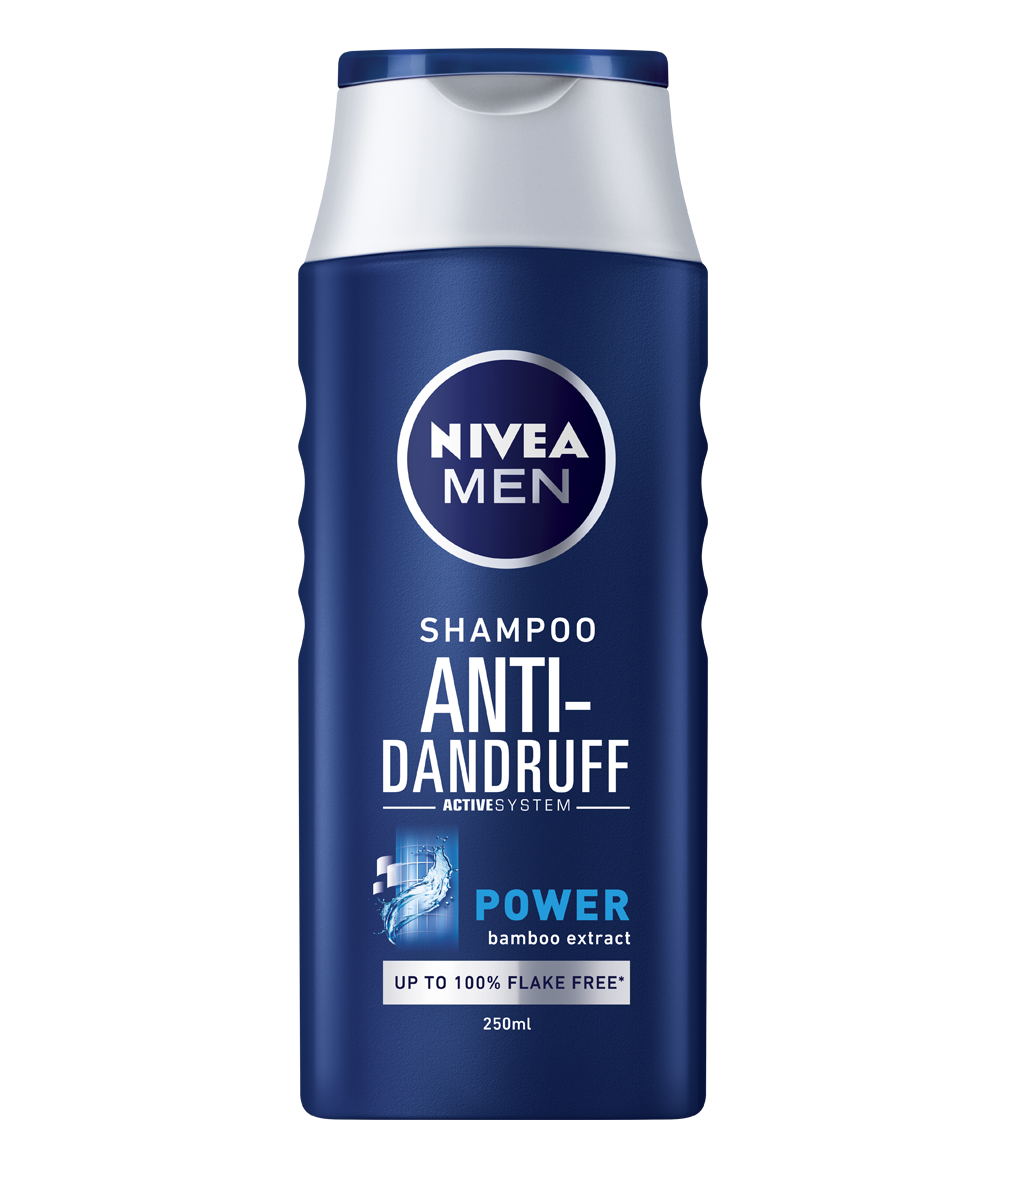 NIVEA
MEN
SHAMPOO
ANTI-
DANDRUFF
ACTIVESYSTEM
POWER
bamboo extract
UP TO 100% FLAKE FREE*
250ml